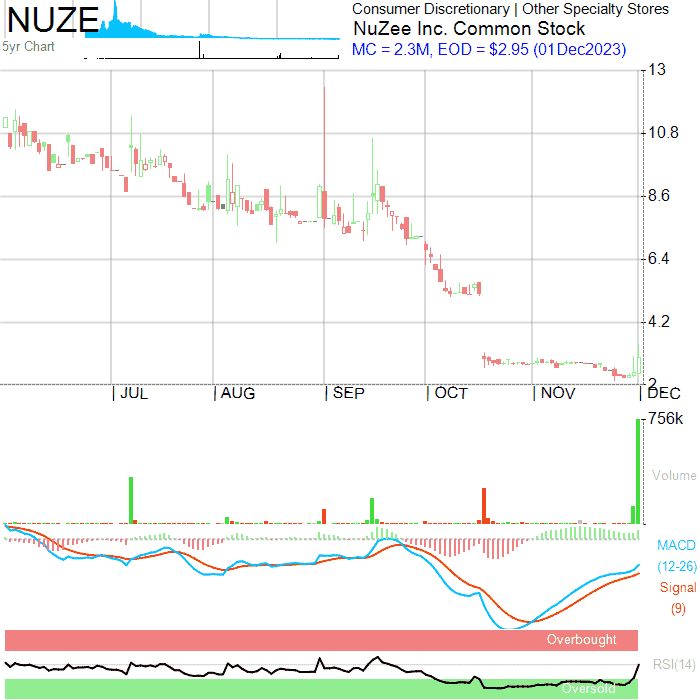 NUZE
5yr Chart
Consumer Discretionary | Other Specialty Stores
NuZee Inc. Common Stock
MC = 2.3M, EOD = $2.95 (01Dec2023)
13
10.8
8.6
6.4
4.2
2
JUL AUG SEP OCT NOV DEC
756k
Volume
MACD
(12-26)
Signal
(9)
Overbought
RSI(14)
Oversold